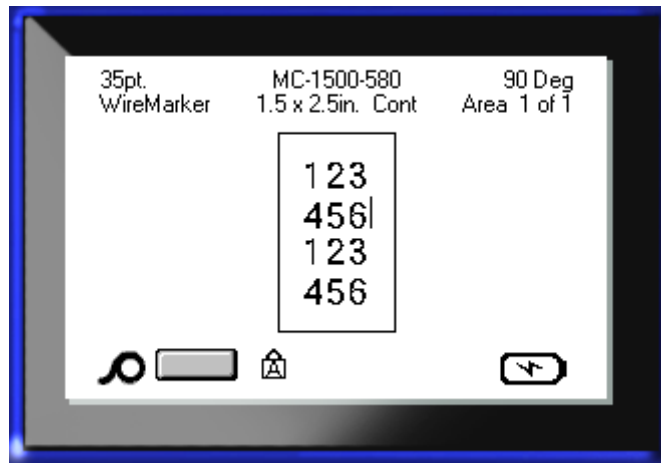 35pt. MC-1500-580 90 Deg
WireMarker 1.5 x 2.5in. Cont Area 1 of 1
123
456
123
456
A